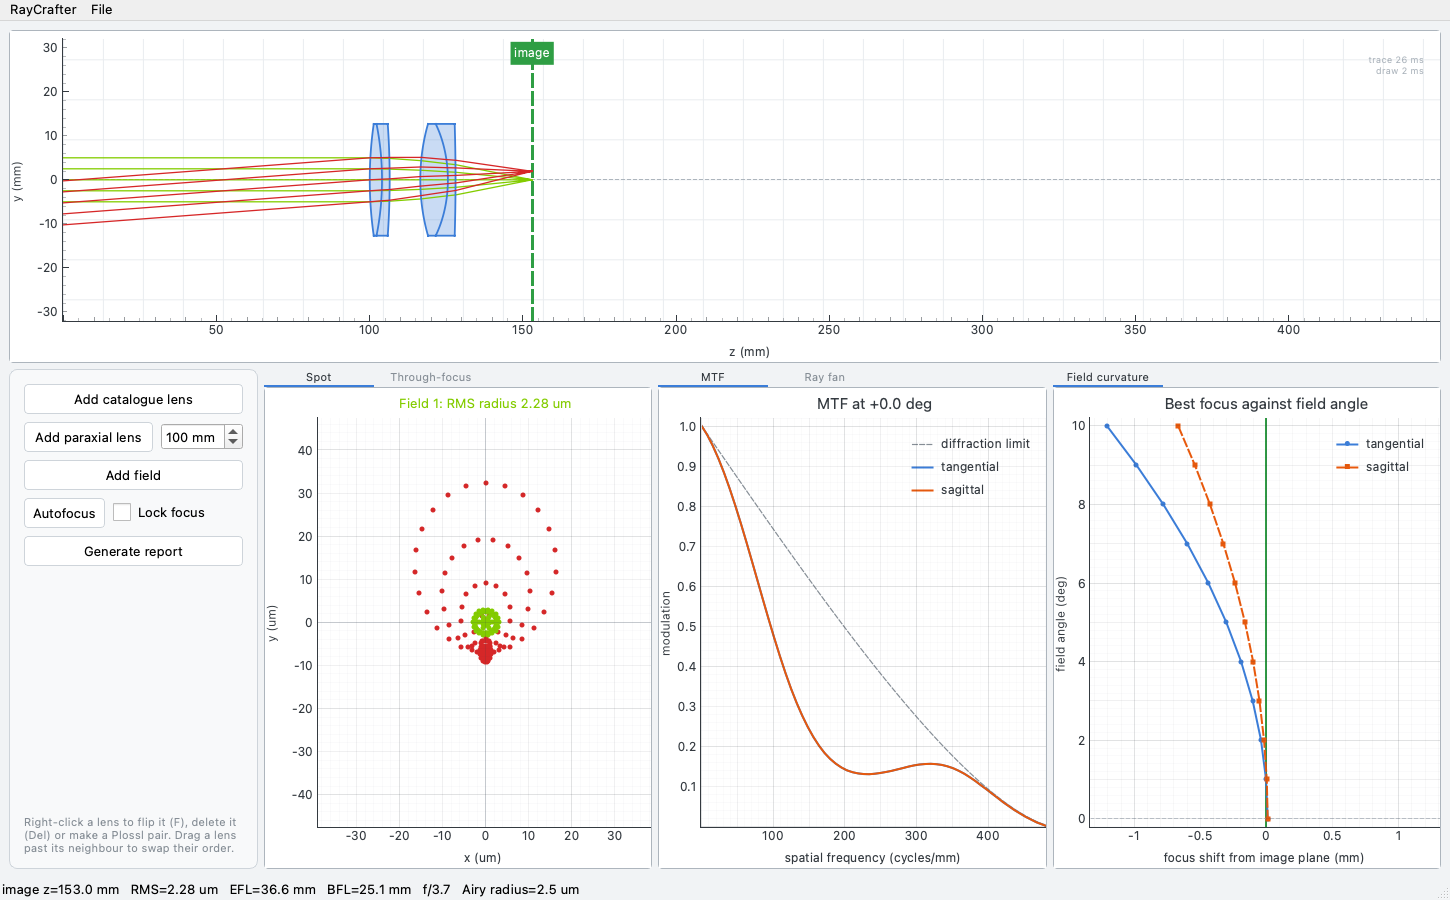 RayCrafter File
image
trace 26 ms
draw 2 ms
30
20
10
0
-10
-20
-30
y (mm)
50 100 150 200 250 300 350 400
z (mm)
Add catalogue lens
Add paraxial lens 100 mm
Add field
Autofocus Lock focus
Generate report
Right-click a lens to flip it (F), delete it
(Del) or make a Plossl pair. Drag a lens
past its neighbour to swap their order.
Spot Through-focus
Field 1: RMS radius 2.28 um
40
30
20
10
0
-10
-20
-30
-40
y (um)
-30 -20 -10 0 10 20 30
x (um)
MTF Ray fan
MTF at +0.0 deg
diffraction limit
tangential
sagittal
1.0
0.9
0.8
0.7
0.6
0.5
0.4
0.3
0.2
0.1
modulation
100 200 300 400
spatial frequency (cycles/mm)
Field curvature
Best focus against field angle
tangential
sagittal
10
8
6
4
2
0
field angle (deg)
-1 -0.5 0 0.5 1
focus shift from image plane (mm)
image z=153.0 mm RMS=2.28 um EFL=36.6 mm BFL=25.1 mm f/3.7 Airy radius=2.5 um